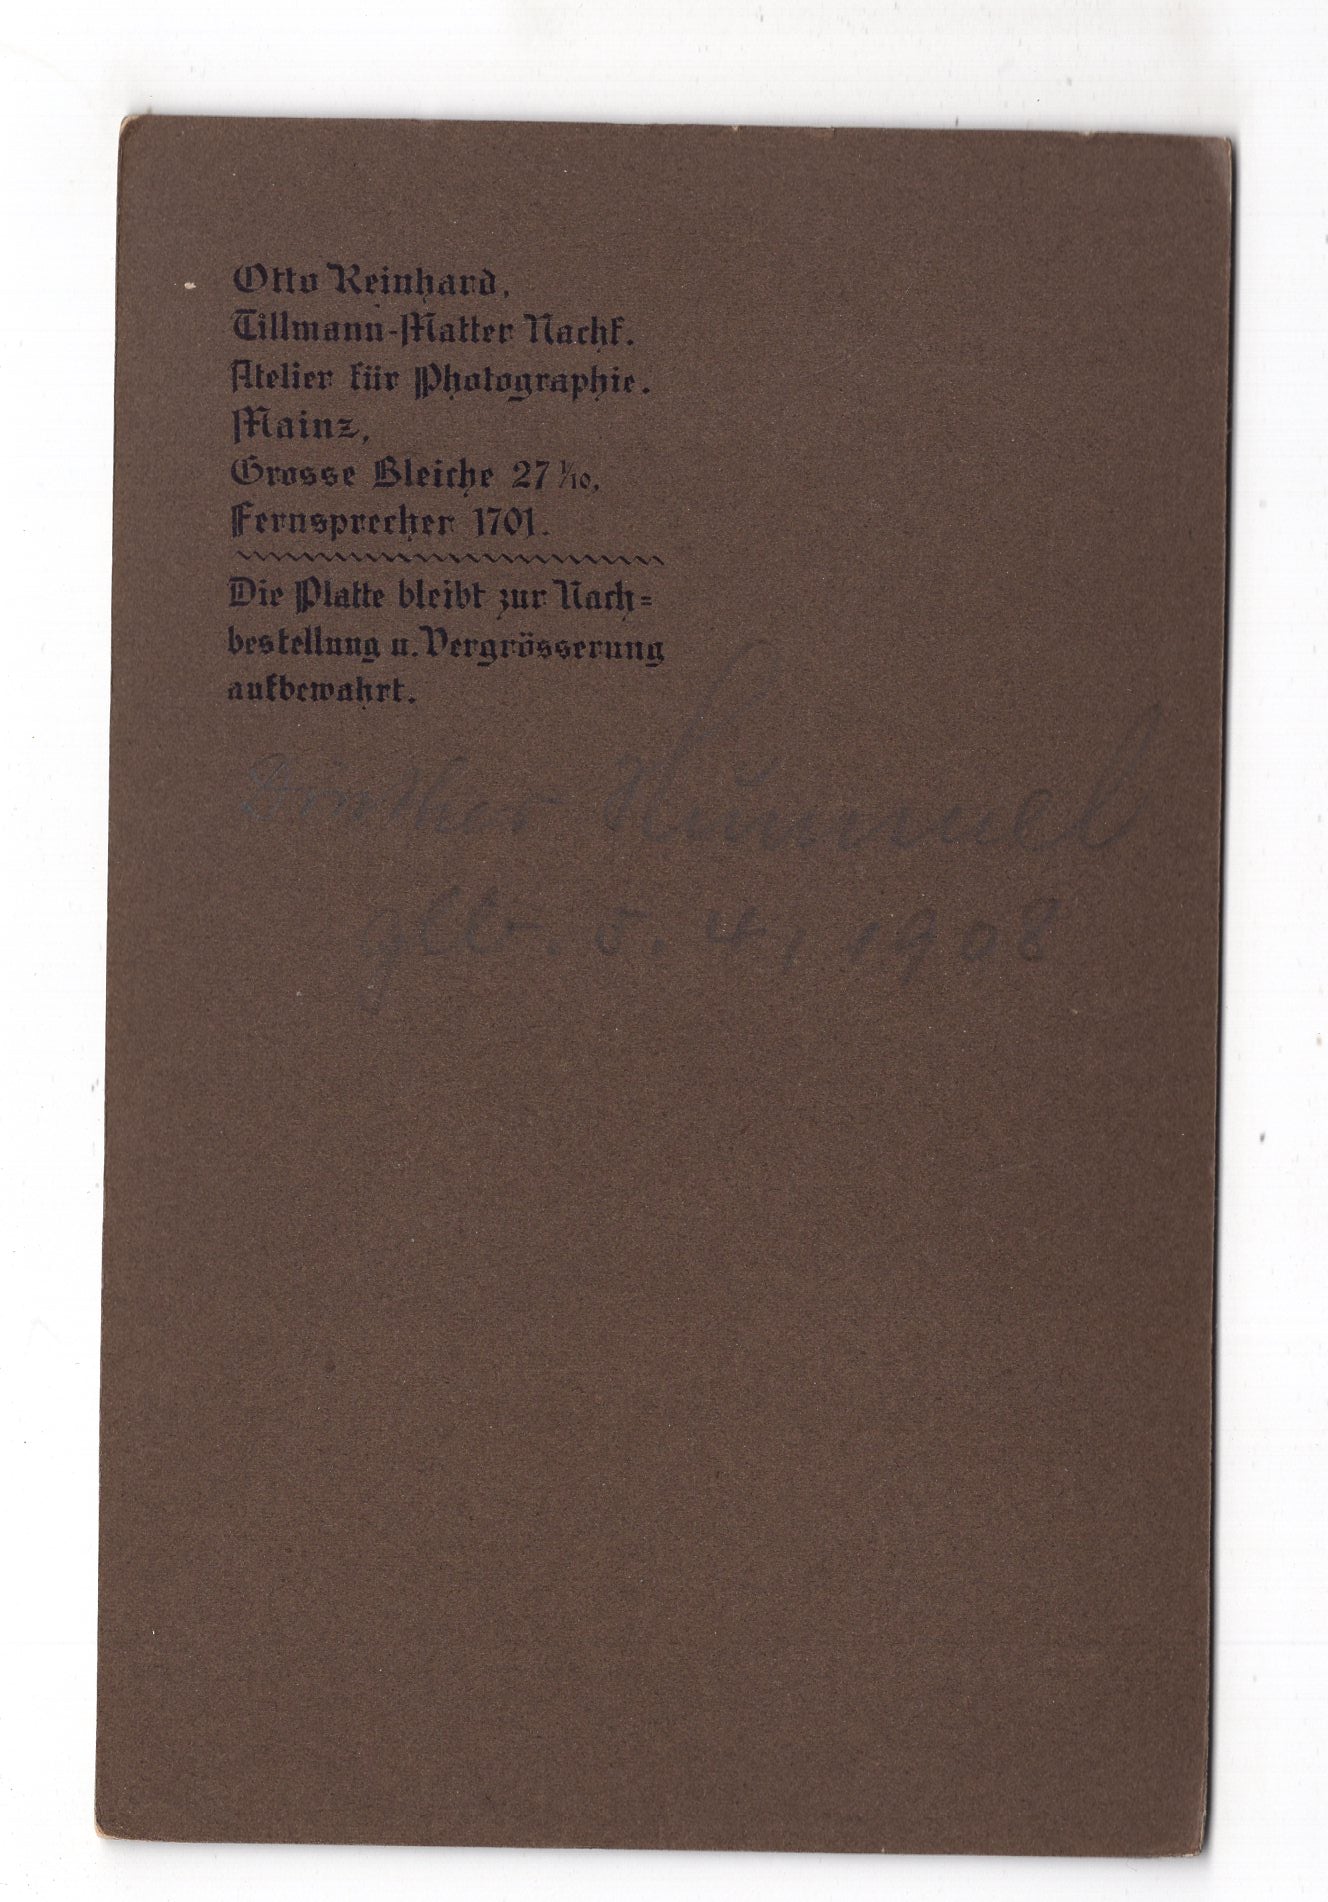 Otto Reinhard,
Tillmann-Matter Nachf.
Atelier für Photographie.
Mainz,
Grosse Bleiche 27 1/10,
Fernsprecher 1701.
Die Platte bleibt zur Nach=
bestellung u. Vergrösserung
aufbewahrt.
Günther
geb. 5. 4, 1908